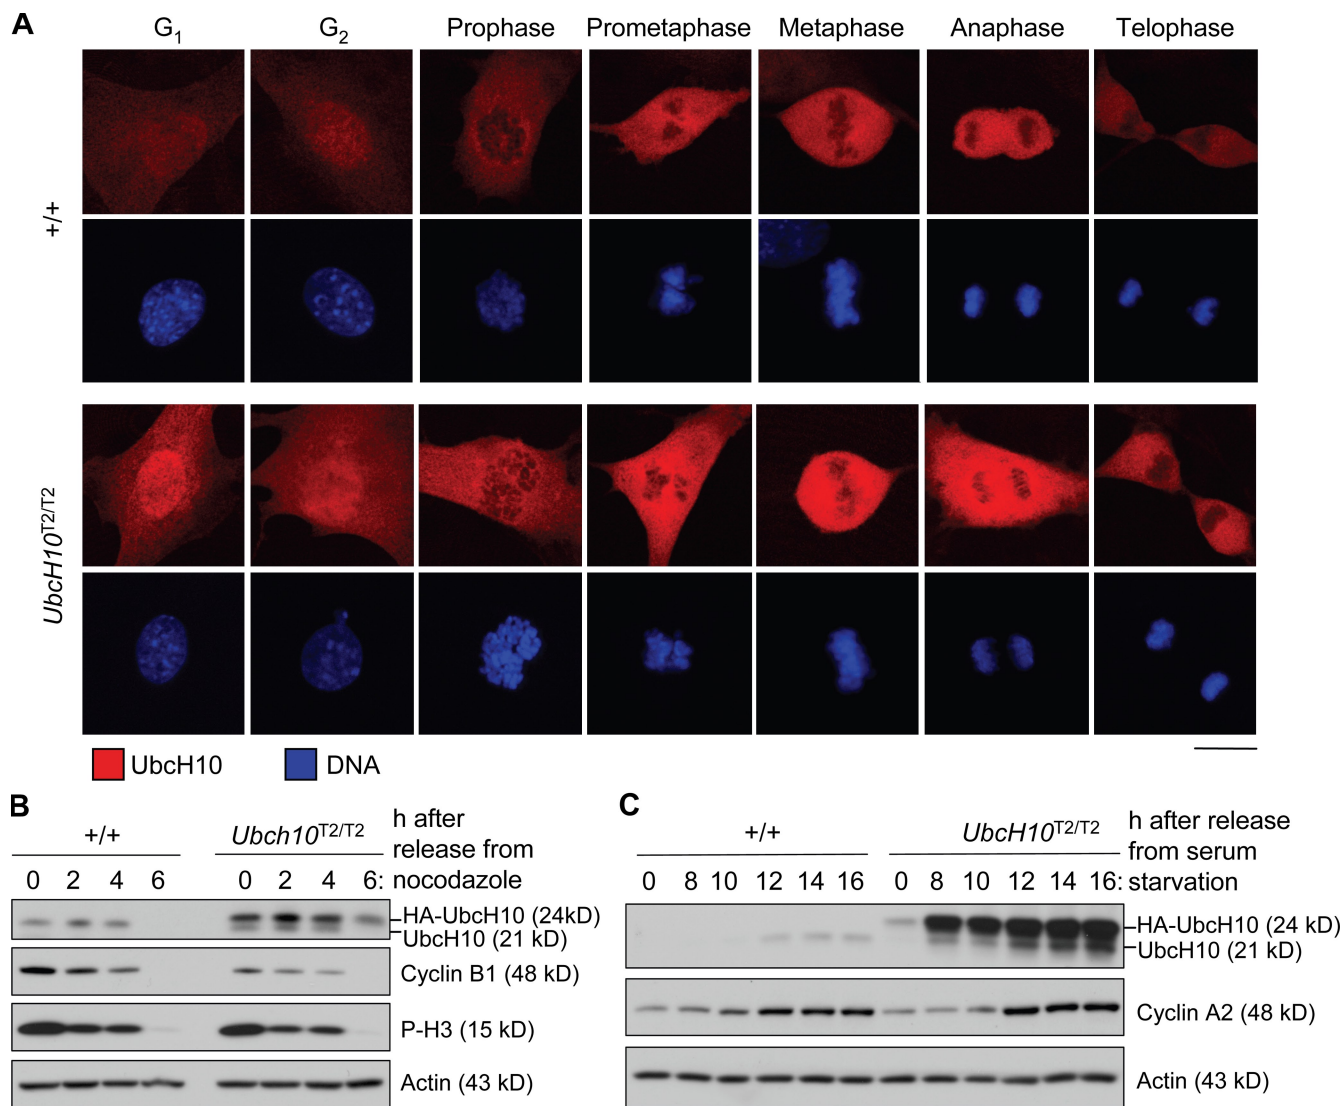 A
G1 G2 Prophase Prometaphase Metaphase Anaphase Telophase
+/+
UbcH10T2/T2
UbcH10 DNA
B
+/+ Ubch10T2/T2 h after
release from
0 2 4 6 0 2 4 6: nocodazole
HA-UbcH10 (24kD)
UbcH10 (21 kD)
Cyclin B1 (48 kD)
P-H3 (15 kD)
Actin (43 kD)
C
+/+ UbcH10T2/T2 h after release
from serum
0 8 10 12 14 16 0 8 10 12 14 16: starvation
HA-UbcH10 (24 kD)
UbcH10 (21 kD)
Cyclin A2 (48 kD)
Actin (43 kD)